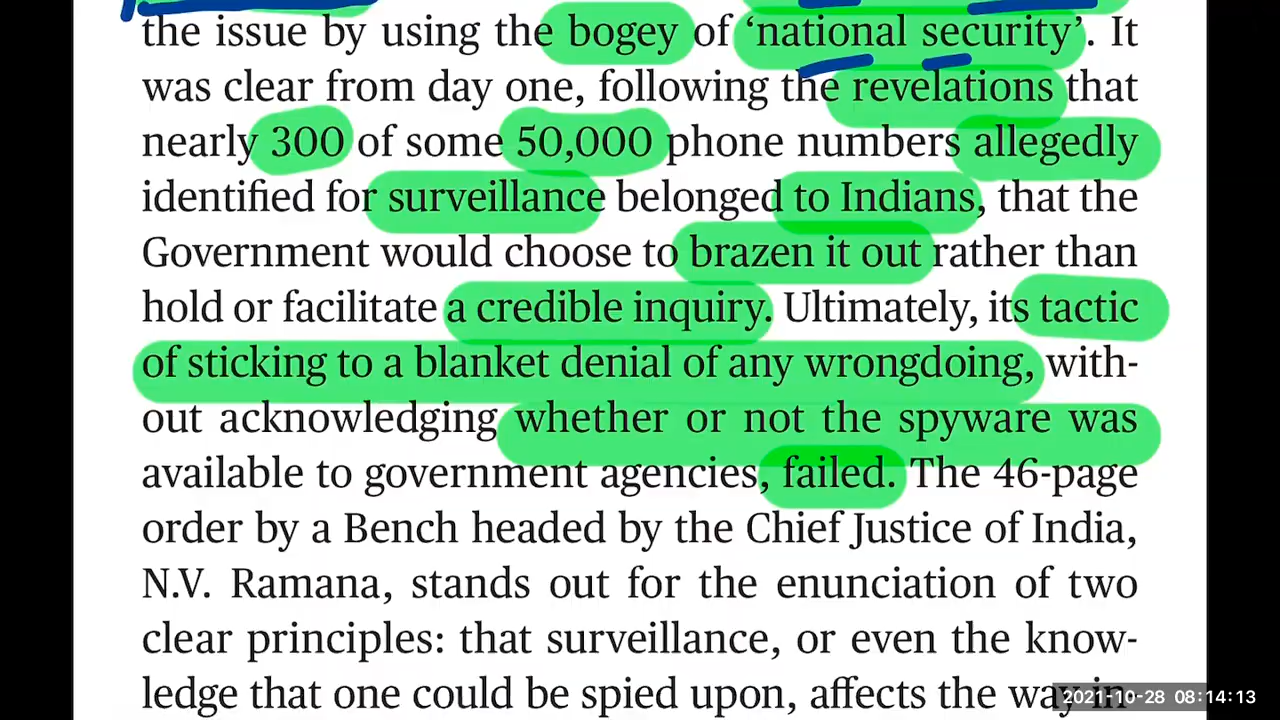 the issue by using the bogey of ‘national security’. It
was clear from day one, following the revelations that
nearly 300 of some 50,000 phone numbers allegedly
identified for surveillance belonged to Indians, that the
Government would choose to brazen it out rather than
hold or facilitate a credible inquiry. Ultimately, its tactic
of sticking to a blanket denial of any wrongdoing, with-
out acknowledging whether or not the spyware was
available to government agencies, failed. The 46-page
order by a Bench headed by the Chief Justice of India,
N.V. Ramana, stands out for the enunciation of two
clear principles: that surveillance, or even the know-
ledge that one could be spied upon, affects the way in
2021-10-28 08:14:13